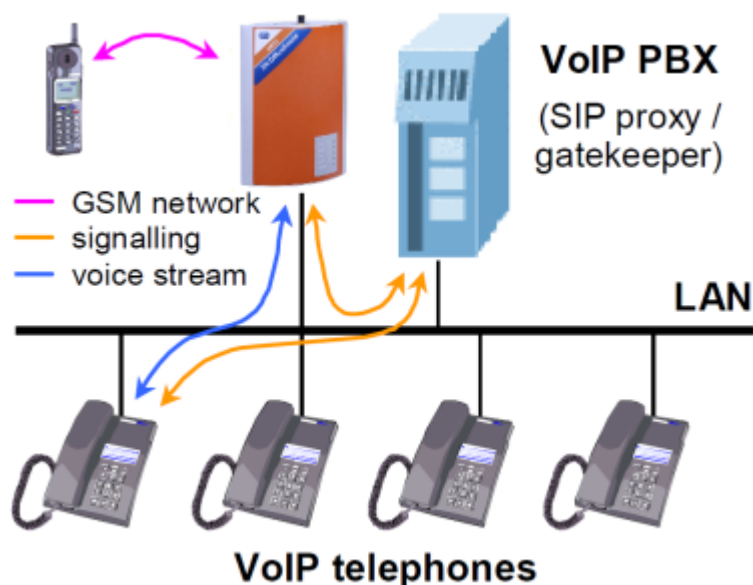 VoIP PBX
(SIP proxy /
gatekeeper)
GSM network
signalling
voice stream
LAN
VoIP telephones